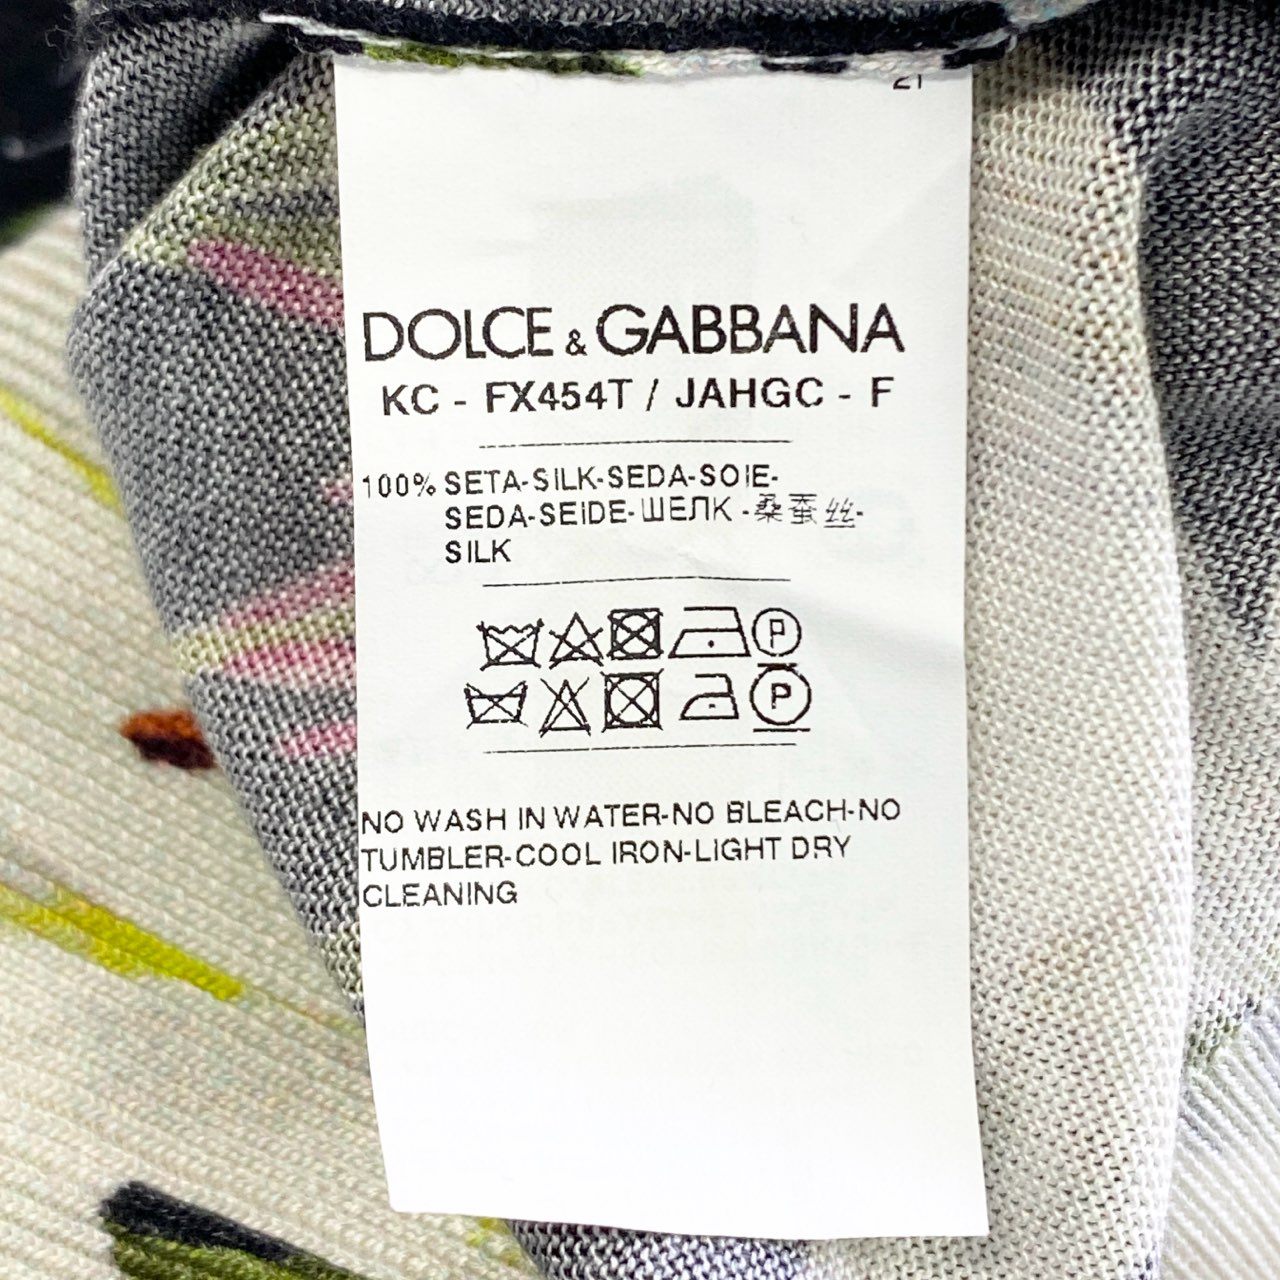 21
DOLCE & GABBANA
KC - FX454T / JAHGC - F
100% SETA-SILK-SEDA-SOIE-
SEDA-SEIDE-ШЕЛК -桑蚕丝-
SILK
P
P
NO WASH IN WATER-NO BLEACH-NO
TUMBLER-COOL IRON-LIGHT DRY
CLEANING